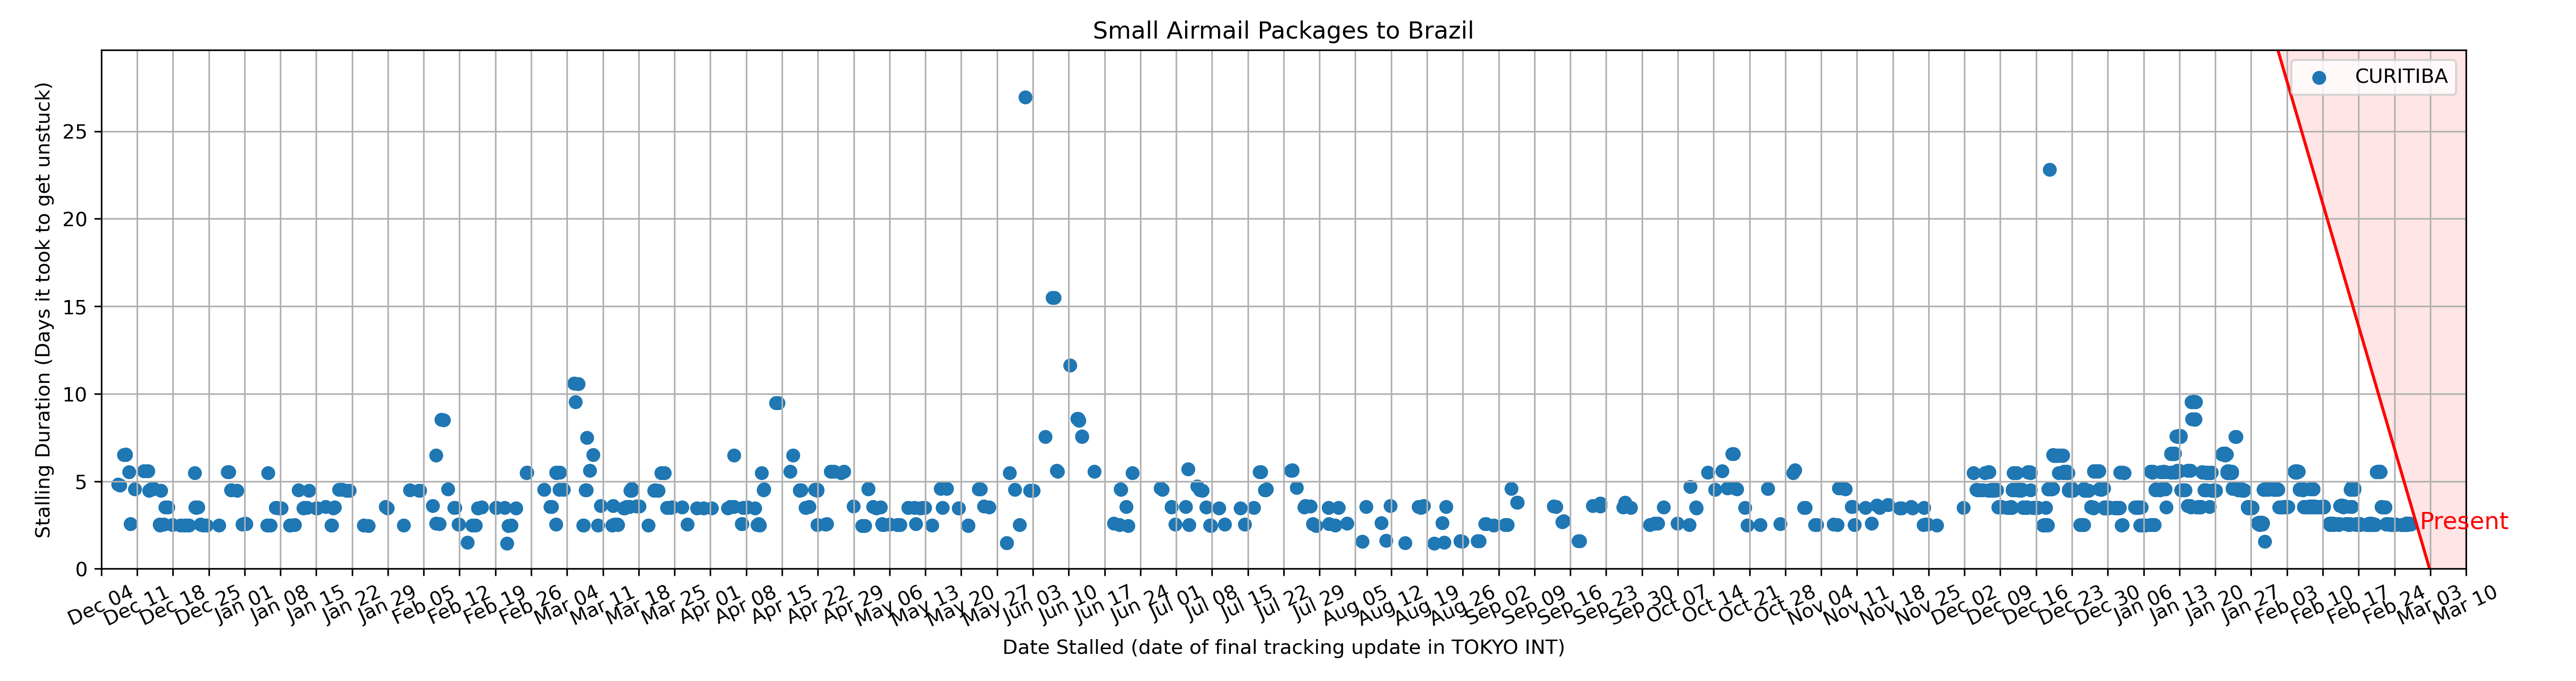 Small Airmail Packages to Brazil
CURITIBA
Stalling Duration (Days it took to get unstuck)
25
20
15
10
5
0
Present
Dec 04 Dec 11 Dec 18 Dec 25 Jan 01 Jan 08 Jan 15 Jan 22 Jan 29 Feb 05 Feb 12 Feb 19 Feb 26 Mar 04 Mar 11 Mar 18 Mar 25 Apr 01 Apr 08 Apr 15 Apr 22 Apr 29 May 06 May 13 May 20 May 27 Jun 03 Jun 10 Jun 17 Jun 24 Jul 01 Jul 08 Jul 15 Jul 22 Jul 29 Aug 05 Aug 12 Aug 19 Aug 26 Sep 02 Sep 09 Sep 16 Sep 23 Sep 30 Oct 07 Oct 14 Oct 21 Oct 28 Nov 04 Nov 11 Nov 18 Nov 25 Dec 02 Dec 09 Dec 16 Dec 23 Dec 30 Jan 06 Jan 13 Jan 20 Jan 27 Feb 03 Feb 10 Feb 17 Feb 24 Mar 03 Mar 10
Date Stalled (date of final tracking update in TOKYO INT)